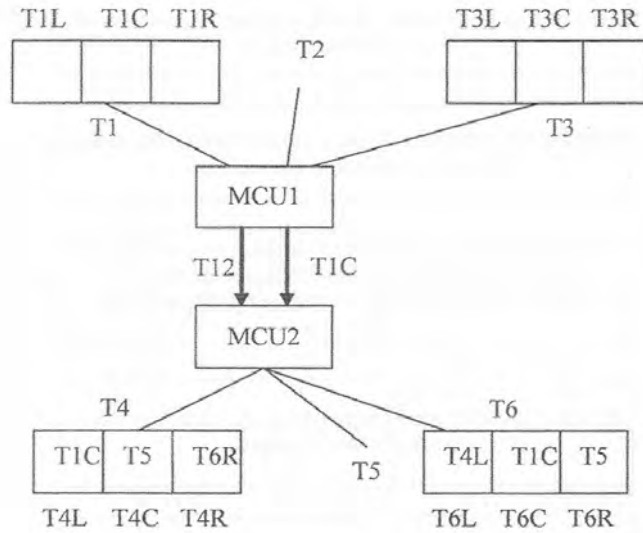 T1L T1C T1R
T3L T3C T3R
T2
T1
T3
MCU1
T12
T1C
MCU2
T4
T6
T1C T5 T6R
T5
T4L T1C T5
T4L T4C T4R
T6L T6C T6R